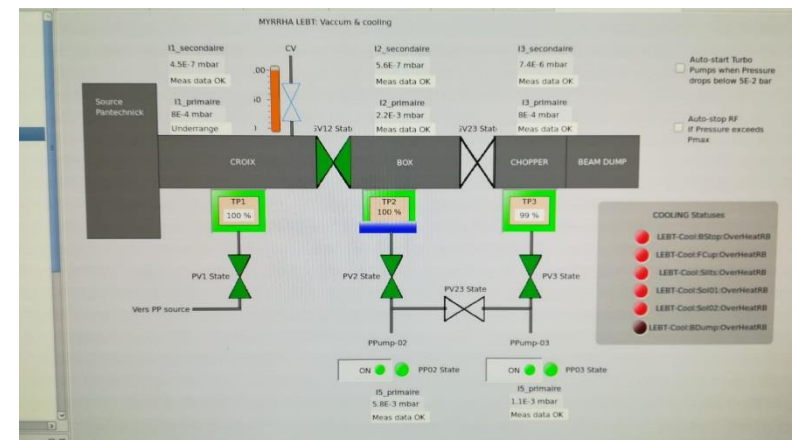 MYRRHA LEBT: Vaccum & cooling
I1_secondaire
4.5E-7 mbar
Meas data OK
I1_primaire
8E-4 mbar
Underrange
CV
.00
50
I2_secondaire
5.6E-7 mbar
Meas data OK
I2_primaire
2.2E-3 mbar
Meas data OK
I3_secondaire
7.4E-6 mbar
Meas data OK
I3_primaire
8E-4 mbar
Meas data OK
Auto-start Turbo
Pumps when Pressure
drops below 5E-2 bar
Auto-stop RF
if Pressure exceeds
Pmax
Source
Pantechnick
SV12 Stati
SV23 Stati
CROIX
BOX
CHOPPER
BEAM DUMP
TP1
100 %
TP2
100 %
TP3
99 %
PV1 State
PV2 State
PV23 State
PV3 State
Vers PP source
PPump-02
PPump-03
ON
PP02 State
ON
PP03 State
I5_primaire
5.8E-3 mbar
Meas data OK
I5_primaire
1.1E-3 mbar
Meas data OK
COOLING Statuses
LEBT-Cool:BStop:OverHeatRB
LEBT-Cool:FCup:OverHeatRB
LEBT-Cool:Slits:OverHeatRB
LEBT-Cool:Sol01:OverHeatRB
LEBT-Cool:Sol02:OverHeatRB
LEBT-Cool:BDump:OverHeatRB